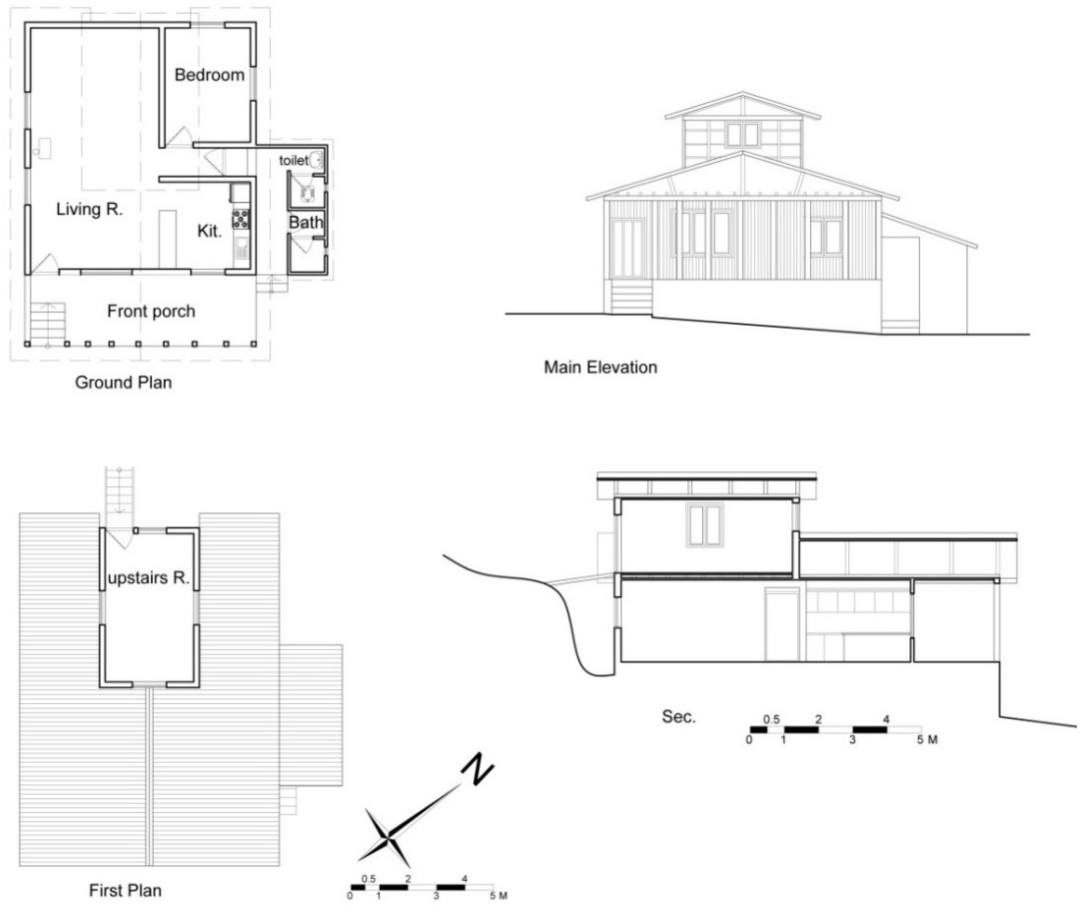 Bedroom
toilet
Living R.
Kit.
Bath
Front porch
Ground Plan
Main Elevation
upstairs R.
First Plan
N
0.5 2 4
0 1 3 5 M
Sec.
0.5 2 4
0 1 3 5 M